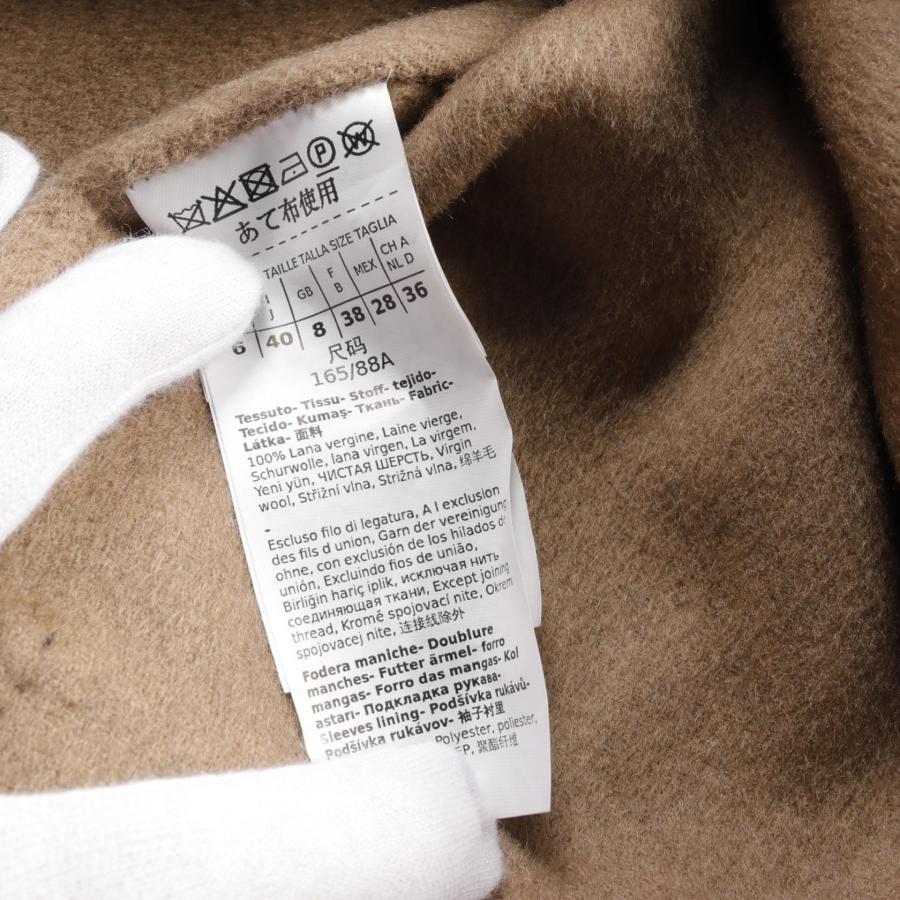 あて布使用
TAILLE TALLA SIZE TAGLIA
J GB F B MEX CH A NL D
6 40 8 38 28 36
尺码
165/88A
Tessuto- Tissu- Stoff- tejido-
Tecido- Kumaş- Ткань- Fabric-
Látka- 面料
100% Lana vergine, Laine vierge,
Schurwolle, lana virgen, La virgem,
Yeni yün, ЧИСТАЯ ШЕРСТЬ, Virgin
wool, Střižní vlna, Strižná vlna, 绵羊毛
-
Escluso filo di legatura, A l exclusion
des fils d union, Garn der vereinigung
ohne, con exclusión de los hilados de
unión, Excluindo fios de união,
Birliğin hariç iplik, исключая нить
соединяющая ткани, Except joining
thread, Kromě spojovací nite, Okrem
spojovacej nite, 连接线除外
Fodera maniche- Doublure
manches- Futter ärmel- forro
mangas- Forro das mangas- Kol
astarı- Подкладка рукава-
Sleeves lining- Podšívka rukávů-
Podšívka rukávov- 袖子衬里
Polyester, poliester,
聚酯纤维